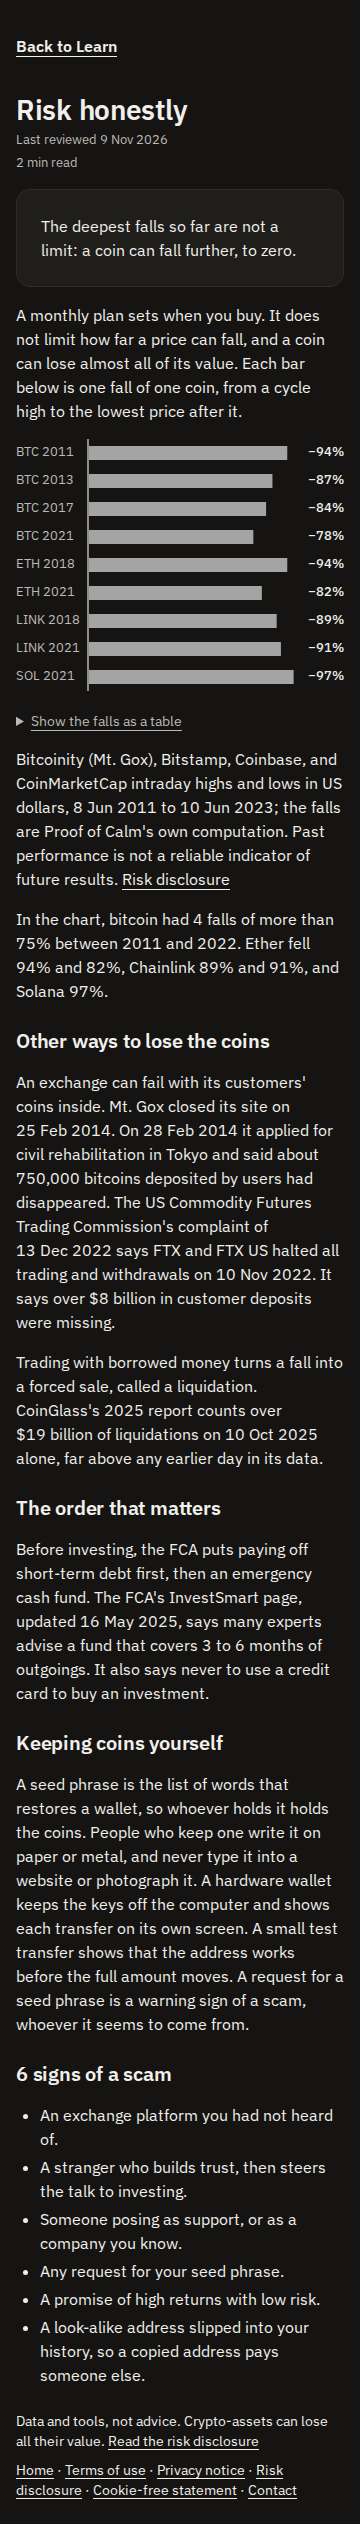 Back to Learn
Risk honestly
Last reviewed 9 Nov 2026
2 min read
The deepest falls so far are not a
limit: a coin can fall further, to zero.
A monthly plan sets when you buy. It does
not limit how far a price can fall, and a coin
can lose almost all of its value. Each bar
below is one fall of one coin, from a cycle
high to the lowest price after it.
BTC 2011 −94%
BTC 2013 −87%
BTC 2017 −84%
BTC 2021 −78%
ETH 2018 −94%
ETH 2021 −82%
LINK 2018 −89%
LINK 2021 −91%
SOL 2021 −97%
Show the falls as a table
Bitcoinity (Mt. Gox), Bitstamp, Coinbase, and
CoinMarketCap intraday highs and lows in US
dollars, 8 Jun 2011 to 10 Jun 2023; the falls
are Proof of Calm's own computation. Past
performance is not a reliable indicator of
future results. Risk disclosure
In the chart, bitcoin had 4 falls of more than
75% between 2011 and 2022. Ether fell
94% and 82%, Chainlink 89% and 91%, and
Solana 97%.
Other ways to lose the coins
An exchange can fail with its customers'
coins inside. Mt. Gox closed its site on
25 Feb 2014. On 28 Feb 2014 it applied for
civil rehabilitation in Tokyo and said about
750,000 bitcoins deposited by users had
disappeared. The US Commodity Futures
Trading Commission's complaint of
13 Dec 2022 says FTX and FTX US halted all
trading and withdrawals on 10 Nov 2022. It
says over $8 billion in customer deposits
were missing.
Trading with borrowed money turns a fall into
a forced sale, called a liquidation.
CoinGlass's 2025 report counts over
$19 billion of liquidations on 10 Oct 2025
alone, far above any earlier day in its data.
The order that matters
Before investing, the FCA puts paying off
short-term debt first, then an emergency
cash fund. The FCA's InvestSmart page,
updated 16 May 2025, says many experts
advise a fund that covers 3 to 6 months of
outgoings. It also says never to use a credit
card to buy an investment.
Keeping coins yourself
A seed phrase is the list of words that
restores a wallet, so whoever holds it holds
the coins. People who keep one write it on
paper or metal, and never type it into a
website or photograph it. A hardware wallet
keeps the keys off the computer and shows
each transfer on its own screen. A small test
transfer shows that the address works
before the full amount moves. A request for a
seed phrase is a warning sign of a scam,
whoever it seems to come from.
6 signs of a scam
• An exchange platform you had not heard
of.
• A stranger who builds trust, then steers
the talk to investing.
• Someone posing as support, or as a
company you know.
• Any request for your seed phrase.
• A promise of high returns with low risk.
• A look-alike address slipped into your
history, so a copied address pays
someone else.
Data and tools, not advice. Crypto-assets can lose
all their value. Read the risk disclosure
Home · Terms of use · Privacy notice · Risk
disclosure · Cookie-free statement · Contact